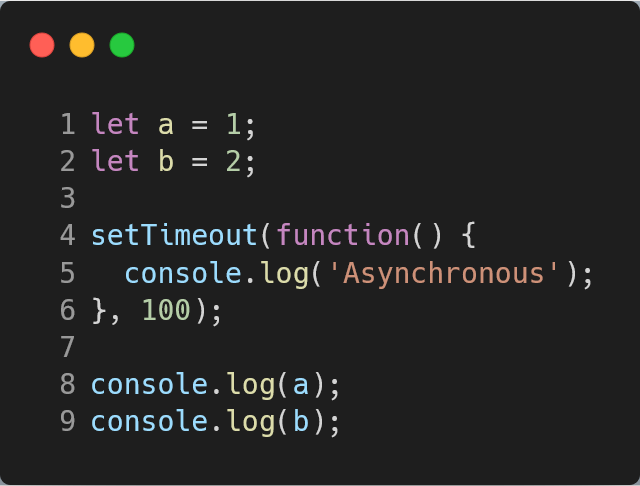 1 let a = 1;
2 let b = 2;
3
4 setTimeout(function() {
5   console.log('Asynchronous');
6 }, 100);
7
8 console.log(a);
9 console.log(b);